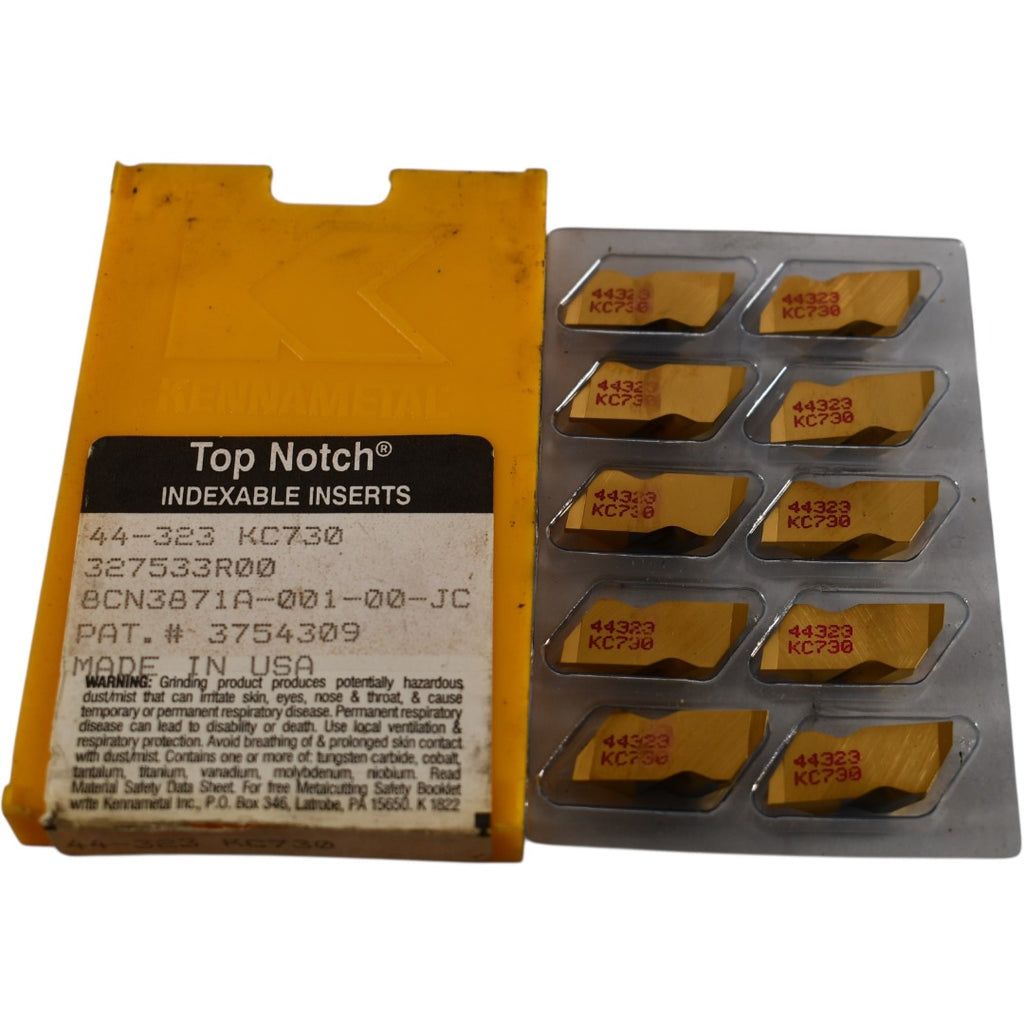 KENNAMETAL
Top Notch®
INDEXABLE INSERTS
44-323 KC730
327533R00
8CN3871A-001-00-JC
PAT.# 3754309
MADE IN USA
WARNING: Grinding product produces potentially hazardous
dust/mist that can irritate skin, eyes, nose & throat, & cause
temporary or permanent respiratory disease. Permanent respiratory
disease can lead to disability or death. Use local ventilation &
respiratory protection. Avoid breathing of & prolonged skin contact
with dust/mist. Contains one or more of: tungsten carbide, cobalt,
tantalum, titanium, vanadium, molybdenum, niobium. Read
Material Safety Data Sheet. For free Metalcutting Safety Booklet
write Kennametal Inc., P.O. Box 346, Latrobe, PA 15650. K 1822
44-323 KC730
44323
KC730
44323
KC730
44323
KC730
44323
KC730
44323
KC730
44323
KC730
44323
KC730
44323
KC730
44323
KC730
44323
KC730